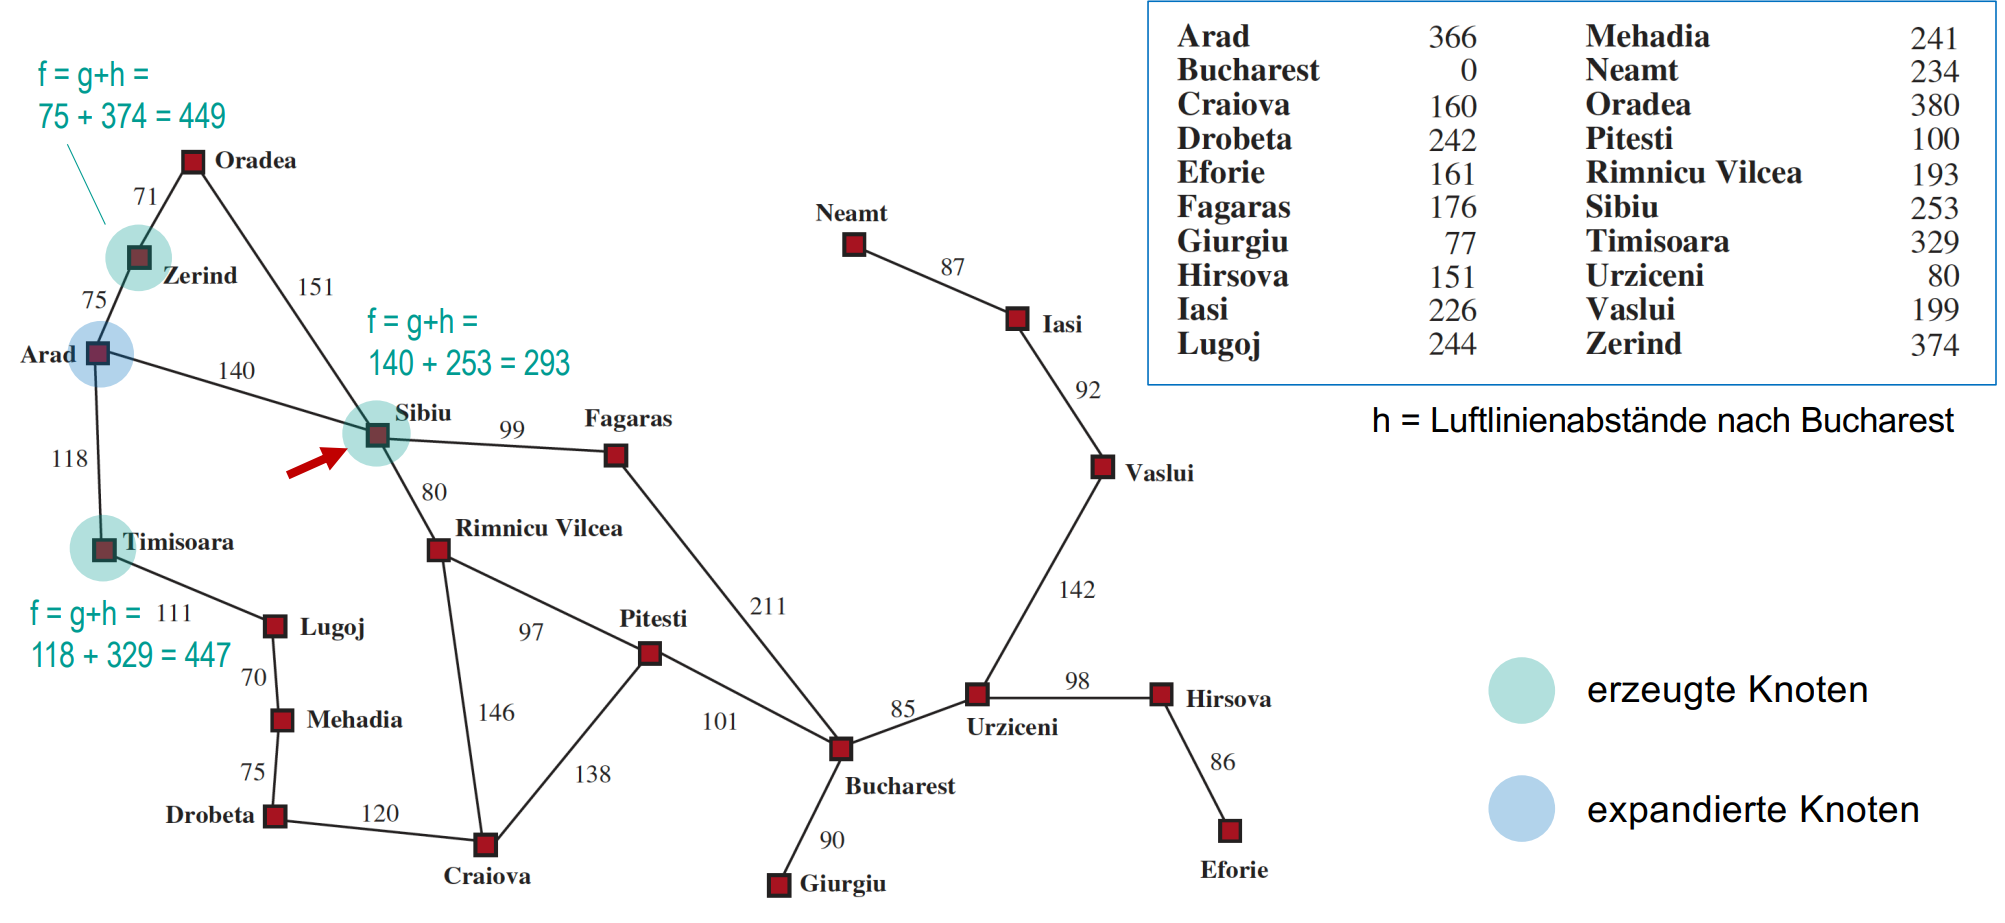 f = g+h =
75 + 374 = 449
Oradea
71
Zerind
75
151
Arad
140
f = g+h =
140 + 253 = 293
Sibiu
99
Fagaras
118
80
Rimnicu Vilcea
Timisoara
f = g+h =
118 + 329 = 447
111
Lugoj
97
Pitesti
211
70
Mehadia
146
101
75
138
Drobeta
120
Craiova
Bucharest
90
Giurgiu
Neamt
87
Iasi
92
Vaslui
142
85
98
Urziceni
Hirsova
86
Eforie
Arad 366 Mehadia 241
Bucharest 0 Neamt 234
Craiova 160 Oradea 380
Drobeta 242 Pitesti 100
Eforie 161 Rimnicu Vilcea 193
Fagaras 176 Sibiu 253
Giurgiu 77 Timisoara 329
Hirsova 151 Urziceni 80
Iasi 226 Vaslui 199
Lugoj 244 Zerind 374
h = Luftlinienabstände nach Bucharest
erzeugte Knoten
expandierte Knoten